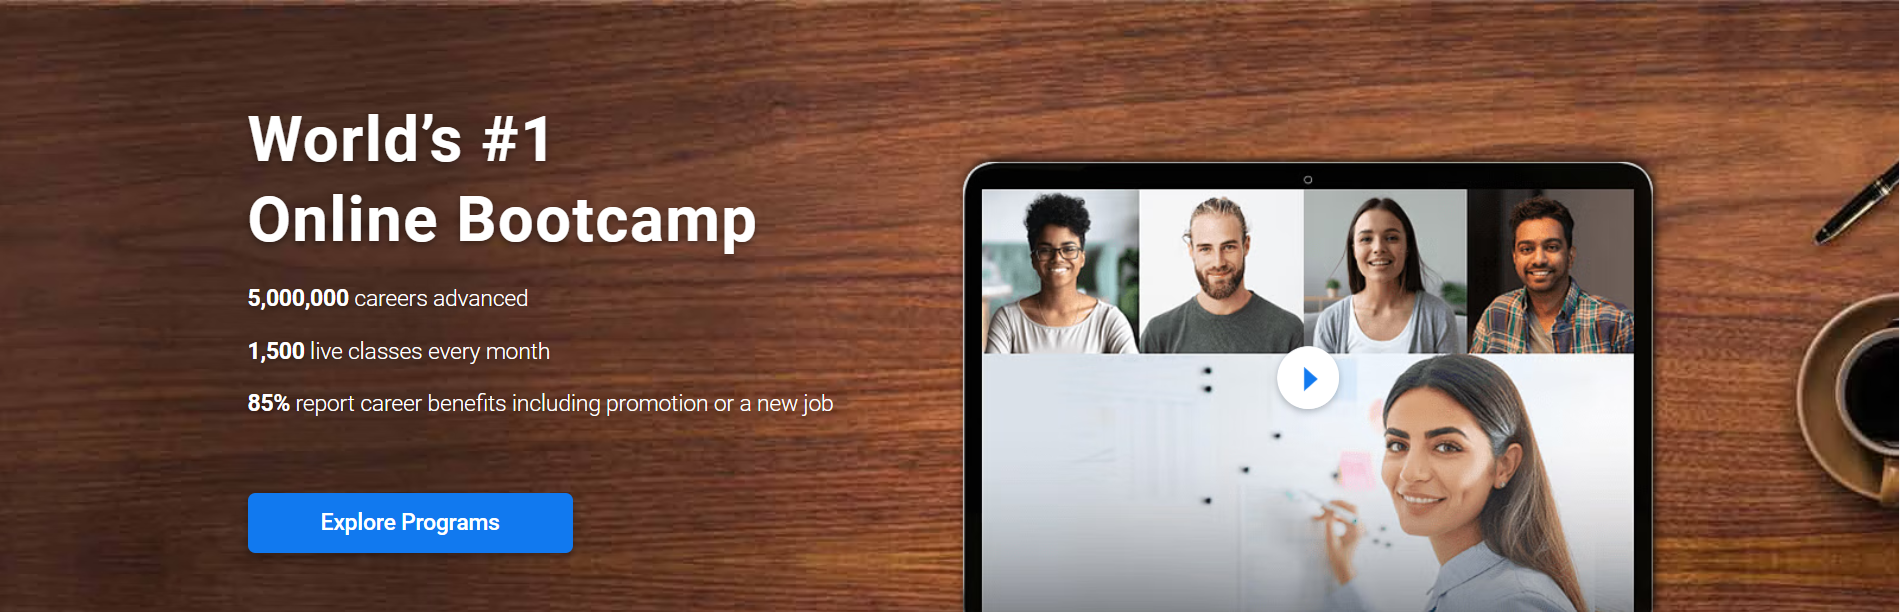 World’s #1
Online Bootcamp
5,000,000 careers advanced
1,500 live classes every month
85% report career benefits including promotion or a new job
Explore Programs